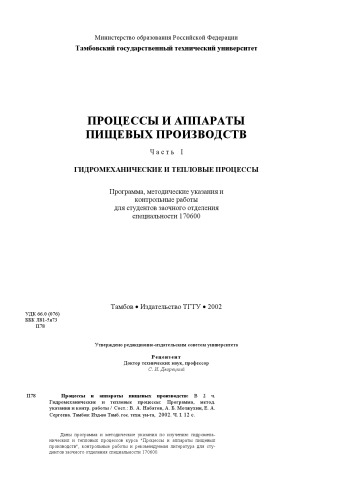 Министерство образования Российской Федерации
Тамбовский государственный технический университет
ПРОЦЕССЫ И АППАРАТЫ
ПИЩЕВЫХ ПРОИЗВОДСТВ
Часть I
ГИДРОМЕХАНИЧЕСКИЕ И ТЕПЛОВЫЕ ПРОЦЕССЫ
Программа, методические указания и
контрольные работы
для студентов заочного отделения
специальности 170600
Тамбов • Издательство ТГТУ • 2002
УДК 66.0 (076)
ББК Л81-5я73
П78
Утверждено редакционно-издательским советом университета
Рецензент
Доктор технических наук, профессор
С. И. Дворецкий
П78 Процессы и аппараты пищевых производств: В 2 ч.
Гидромеханические и тепловые процессы: Программа, метод.
указания и контр. работы / Сост.: В. А. Набатов, А. Б. Мозжухин, Е. А.
Сергеева. Тамбов: Изд-во Тамб. гос. техн. ун-та, 2002. Ч. I. 12 с.
Даны программа и методические указания по изучению гидромеха-
нических и тепловых процессов курса "Процессы и аппараты пищевых
производств", контрольные работы и рекомендуемая литература для сту-
дентов заочного отделения специальности 170600.